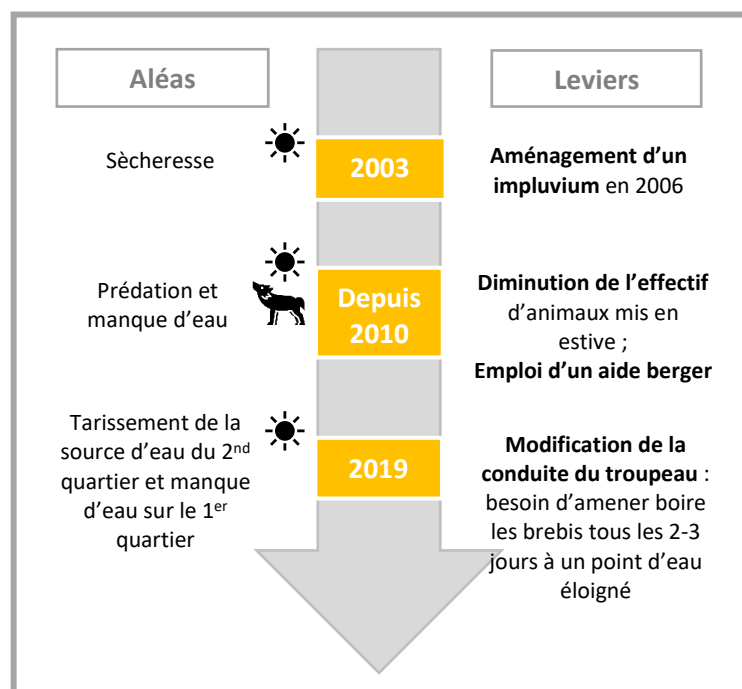 Aléas
Leviers
Sècheresse
2003
Aménagement d’un
impluvium en 2006
Prédation et
manque d’eau
Depuis
2010
Diminution de l’effectif
d’animaux mis en
estive ;
Emploi d’un aide berger
Tarissement de la
source d’eau du 2nd
quartier et manque
d’eau sur le 1er
quartier
2019
Modification de la
conduite du troupeau :
besoin d’amener boire
les brebis tous les 2-3
jours à un point d’eau
éloigné